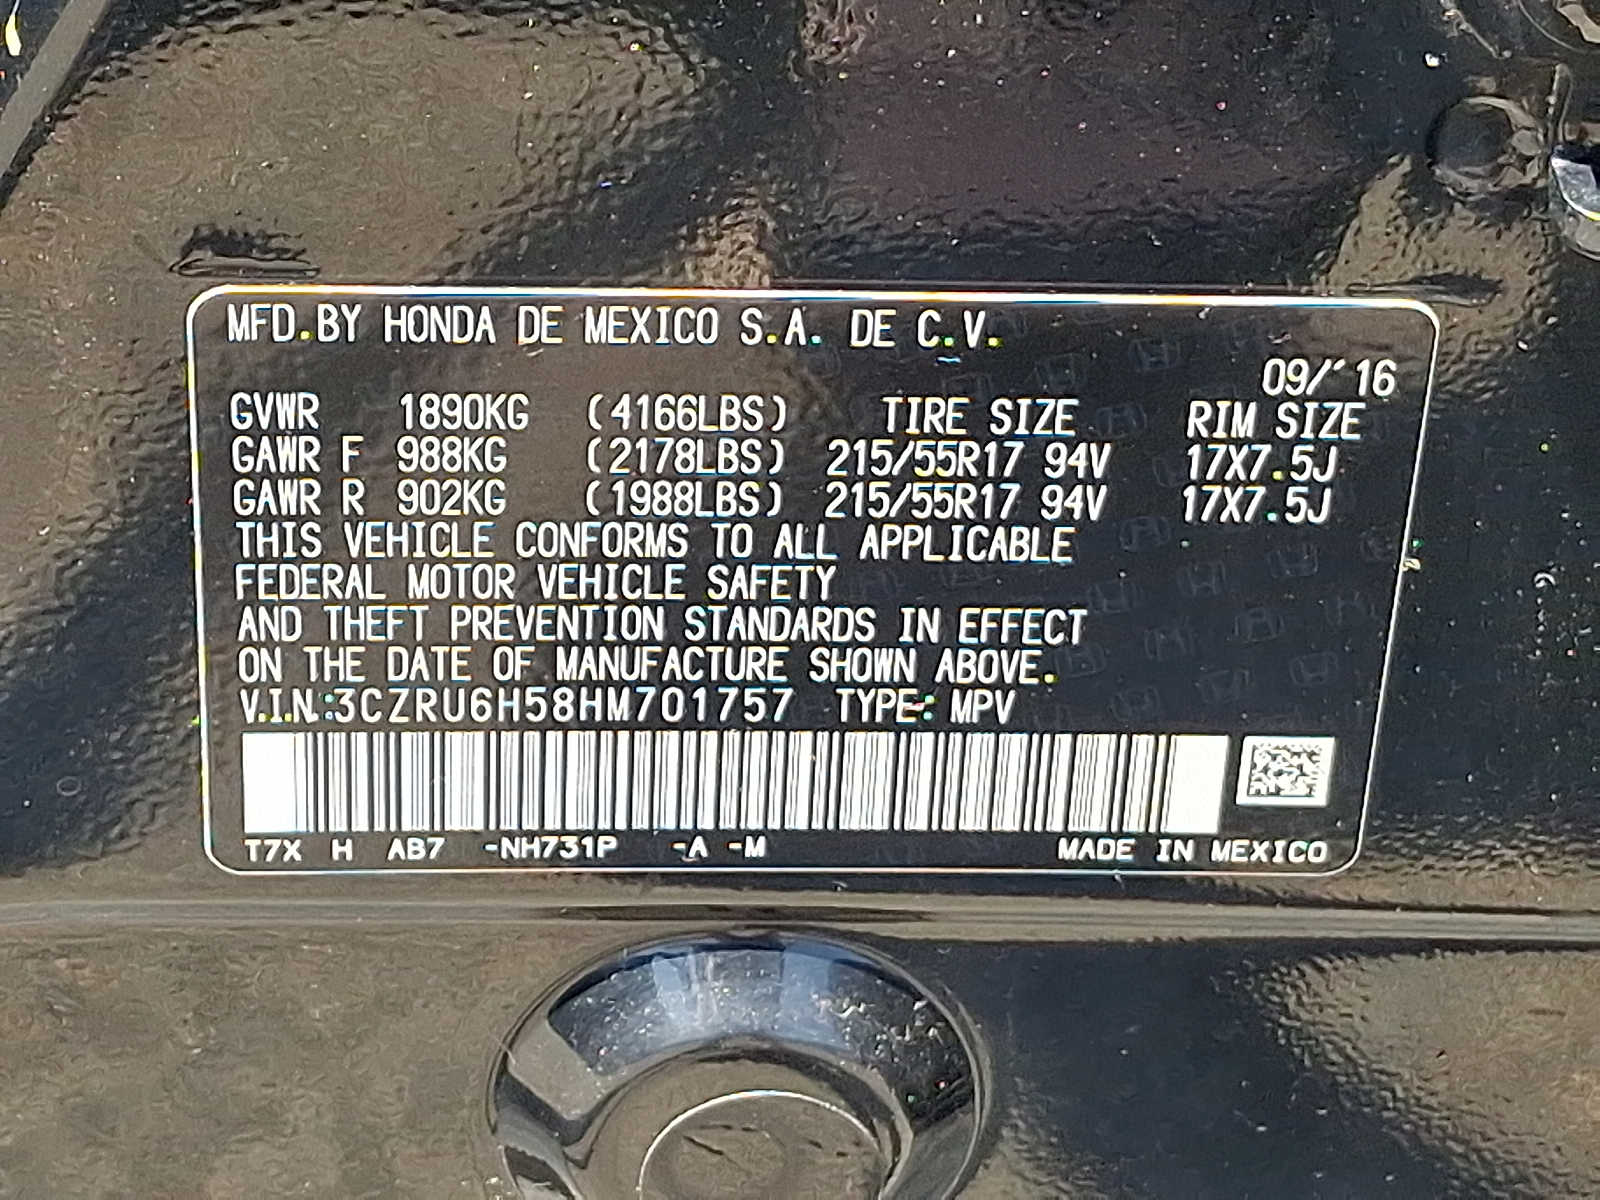 MFD.BY HONDA DE MEXICO S.A. DE C.V.
09/'16
GVWR 1890KG (4166LBS) TIRE SIZE RIM SIZE
GAWR F 988KG (2178LBS) 215/55R17 94V 17X7.5J
GAWR R 902KG (1988LBS) 215/55R17 94V 17X7.5J
THIS VEHICLE CONFORMS TO ALL APPLICABLE
FEDERAL MOTOR VEHICLE SAFETY
AND THEFT PREVENTION STANDARDS IN EFFECT
ON THE DATE OF MANUFACTURE SHOWN ABOVE.
V.I.N.:3CZRU6H58HM701757 TYPE: MPV
T7X H AB7 -NH731P -A -M MADE IN MEXICO